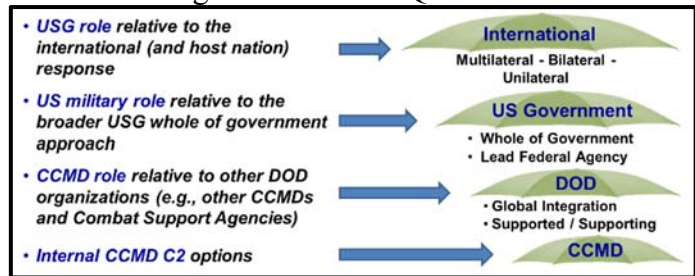 • USG role relative to the
international (and host nation)
response
International
Multilateral - Bilateral -
Unilateral
• US military role relative to the
broader USG whole of government
approach
US Government
• Whole of Government
• Lead Federal Agency
• CCMD role relative to other DOD
organizations (e.g., other CCMDs
and Combat Support Agencies)
DOD
• Global Integration
• Supported / Supporting
• Internal CCMD C2 options
CCMD